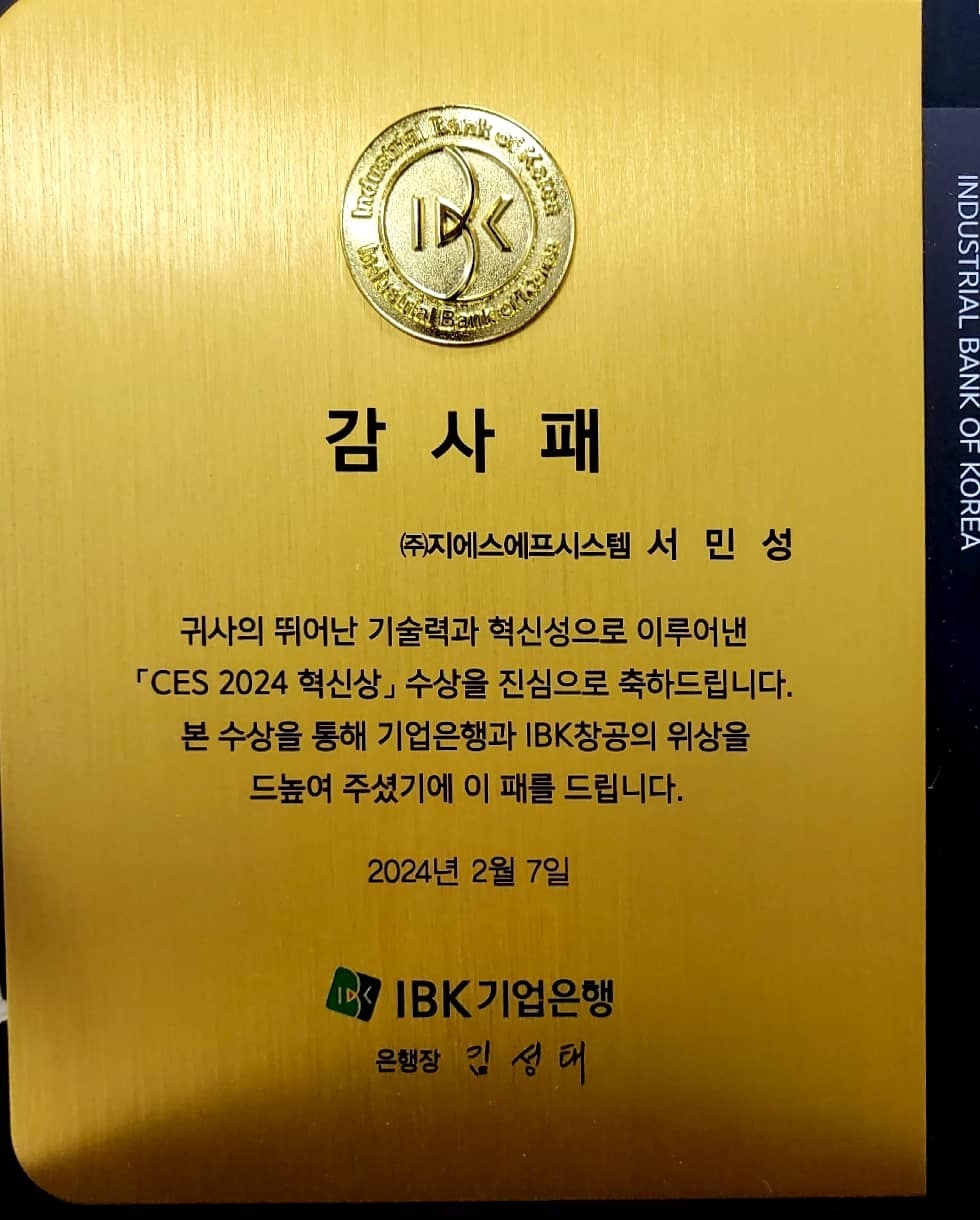 Industrial Bank of Korea
IBK
Industrial Bank of Korea
감 사 패
㈜지에스에프시스템 서 민 성
귀사의 뛰어난 기술력과 혁신성으로 이루어낸
「CES 2024 혁신상」 수상을 진심으로 축하드립니다.
본 수상을 통해 기업은행과 IBK창공의 위상을
드높여 주셨기에 이 패를 드립니다.
2024년 2월 7일
IBK기업은행
은행장 김성태
INDUSTRIAL BANK OF KOREA